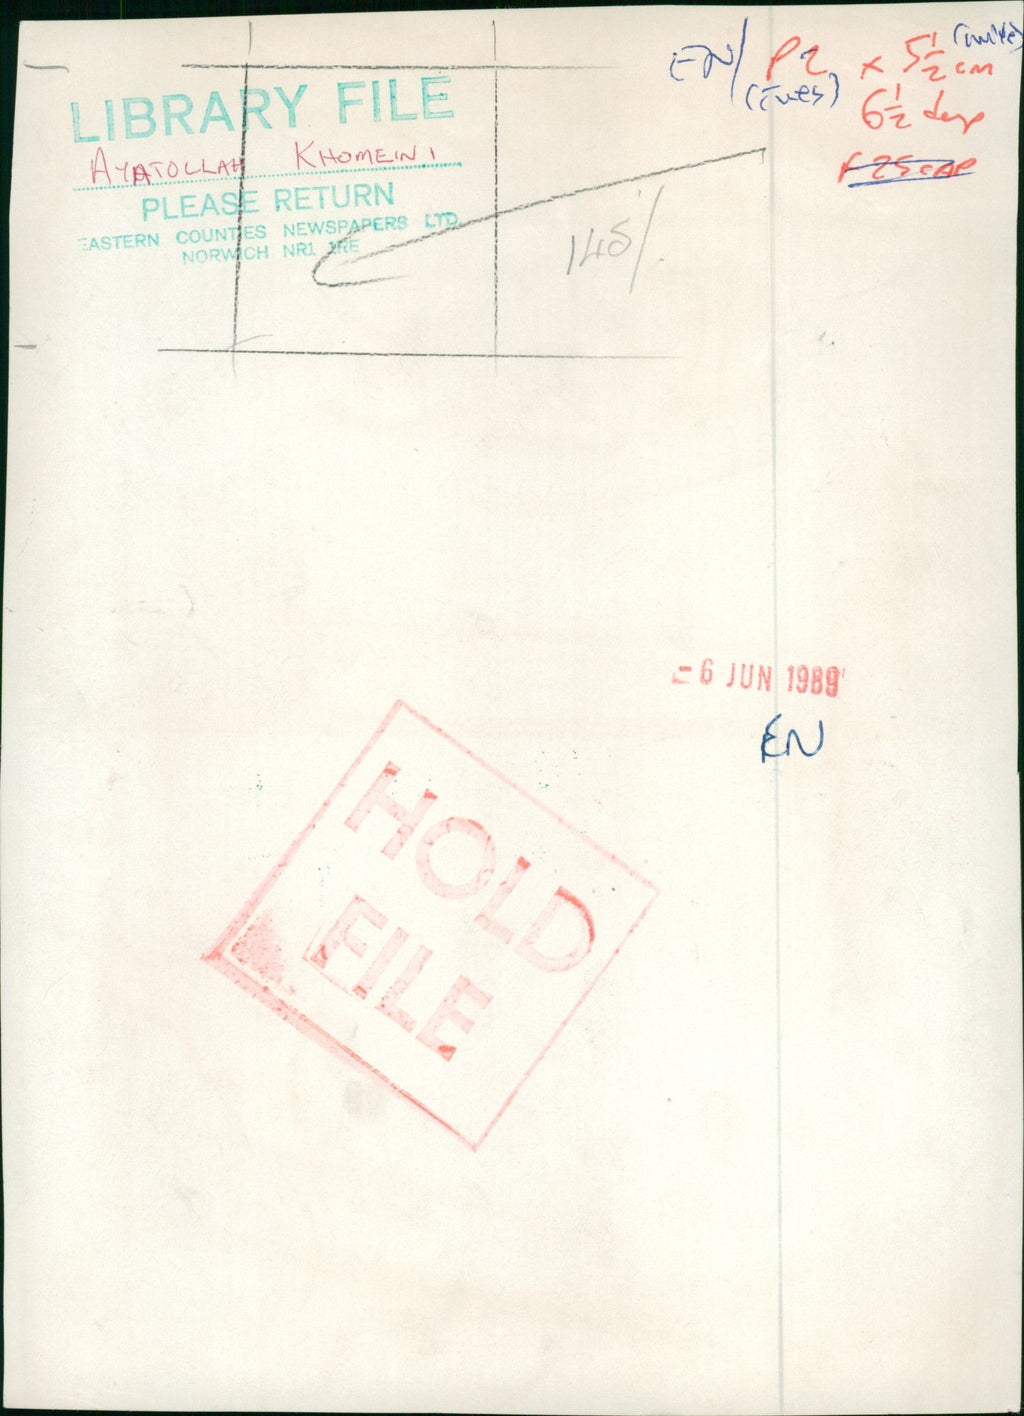 LIBRARY FILE
AYATOLLAH KHOMEINI
PLEASE RETURN
EASTERN COUNTIES NEWSPAPERS LTD.
NORWICH NR1 1RE
EN/ P2 x 5½ cm
(Tues)
6½ deep
145/.
-6 JUN 1989
EN
HOLD
FILE